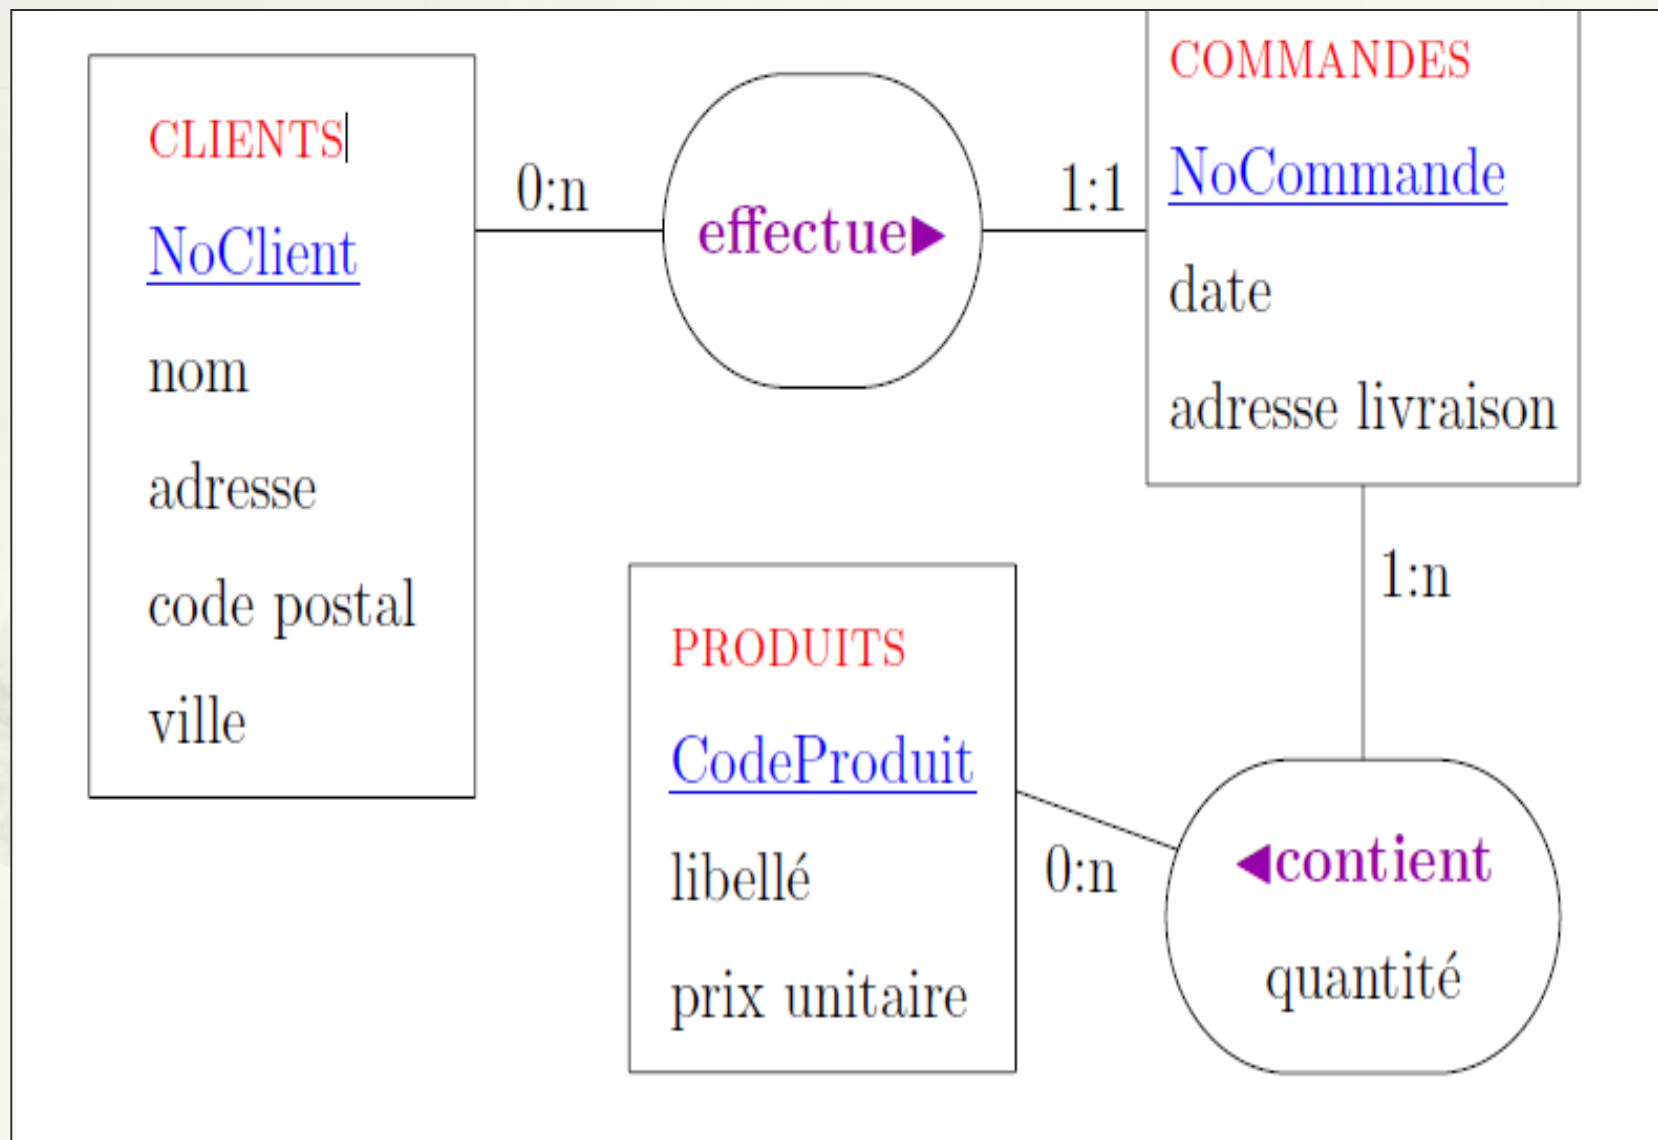 CLIENTS
NoClient
nom
adresse
code postal
ville
0:n
effectue
1:1
COMMANDES
NoCommande
date
adresse livraison
1:n
PRODUITS
CodeProduit
libellé
prix unitaire
0:n
contient
quantité